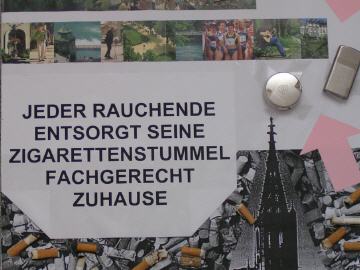 JEDER RAUCHENDE
ENTSORGT SEINE
ZIGARETTENSTUMMEL
FACHGERECHT
ZUHAUSE